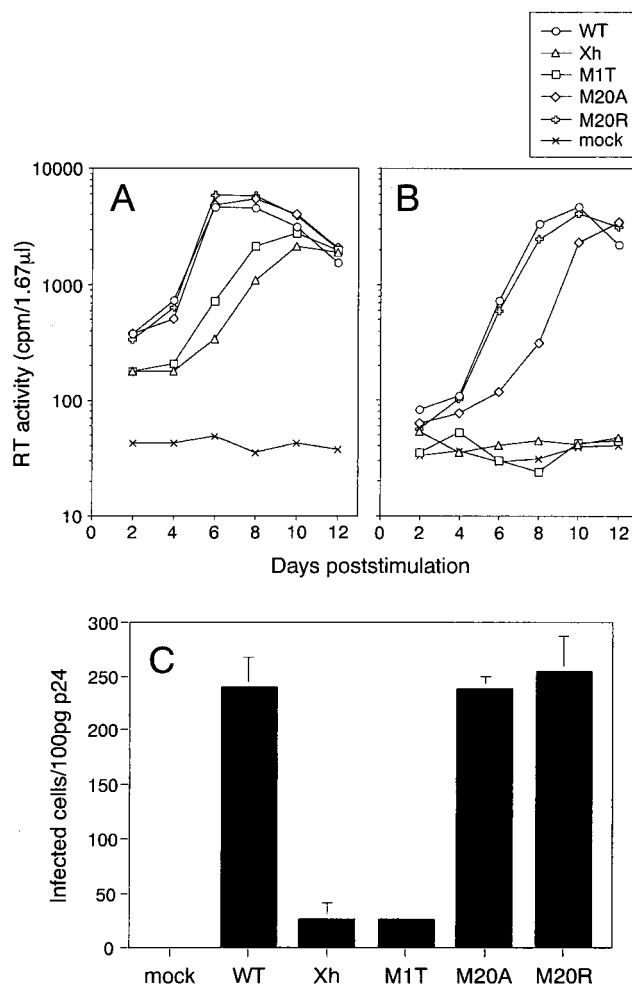 WT
Xh
M1T
M20A
M20R
mock
A
B
10000
1000
100
10
RT activity (cpm/1.67µl)
0 2 4 6 8 10 12 0 2 4 6 8 10 12
Days poststimulation
C
300
250
200
150
100
50
0
Infected cells/100pg p24
mock WT Xh M1T M20A M20R